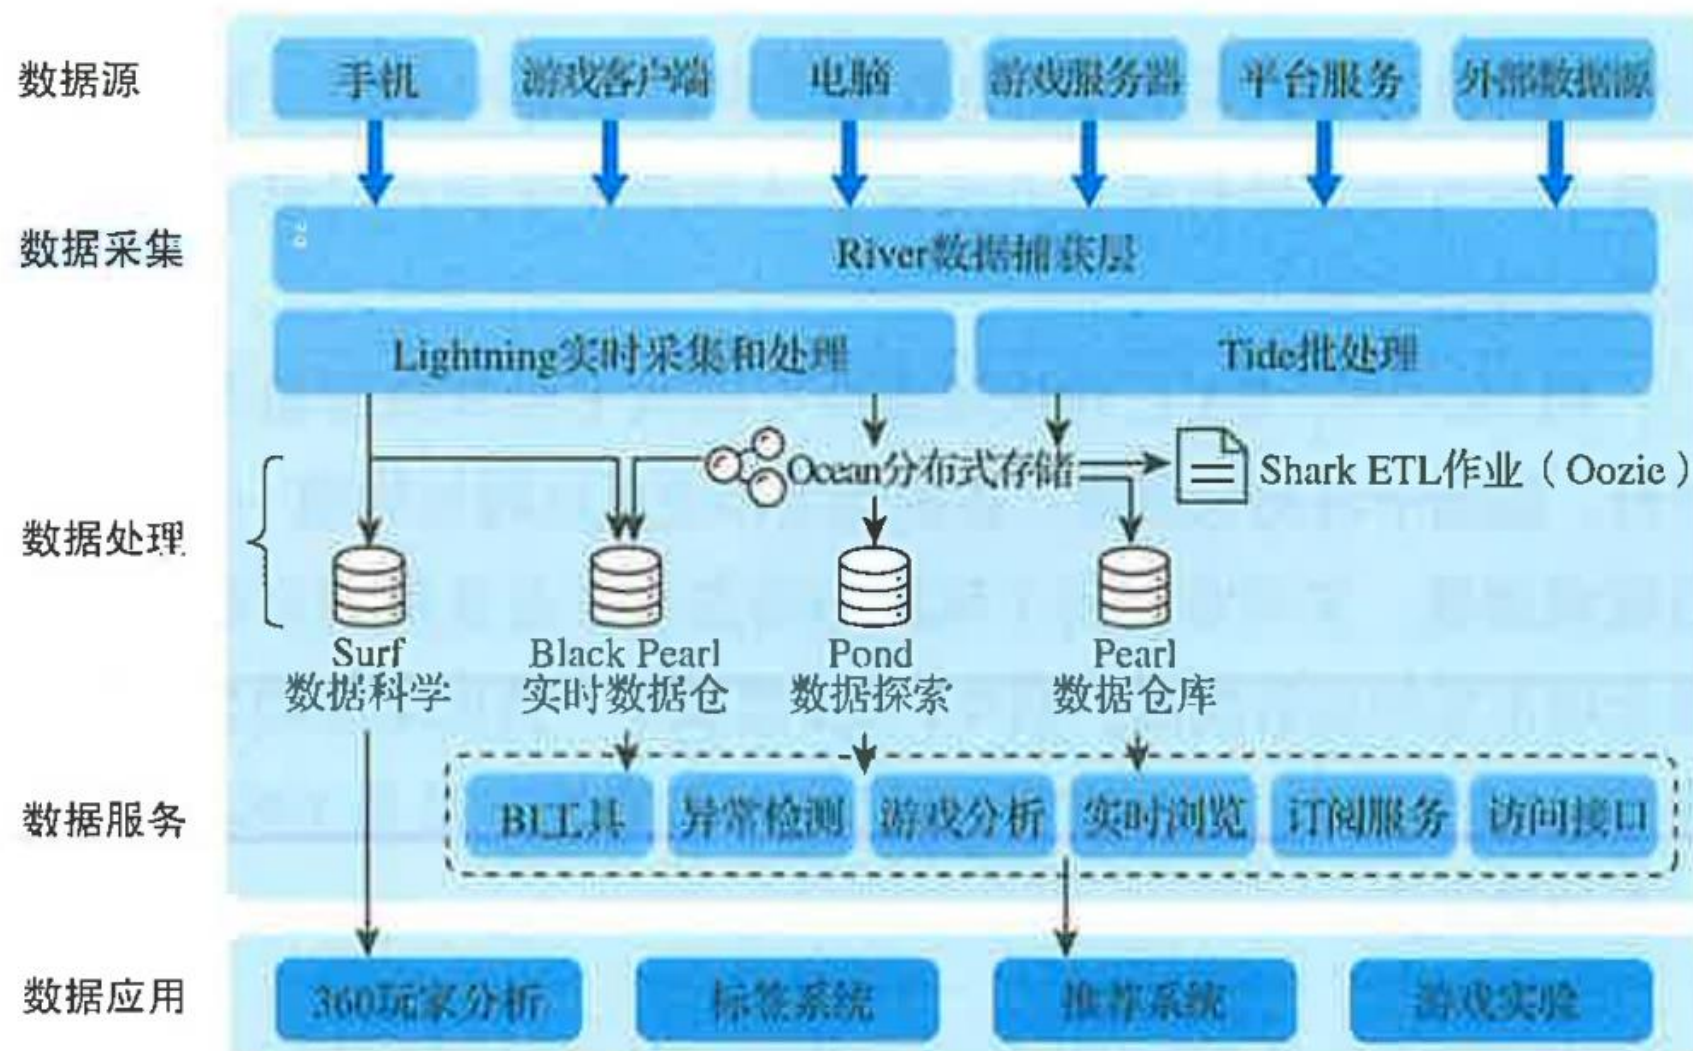 数据源
手机
游戏客户端
电脑
游戏服务器
平台服务
外部数据源
数据采集
River数据捕获层
Lightning实时采集和处理
Tide批处理
Ocean分布式存储
Shark ETL作业（Oozie）
数据处理
Surf
数据科学
Black Pearl
实时数据仓
Pond
数据探索
Pearl
数据仓库
数据服务
BI工具
异常检测
游戏分析
实时浏览
订阅服务
访问接口
数据应用
360玩家分析
标签系统
推荐系统
游戏实验